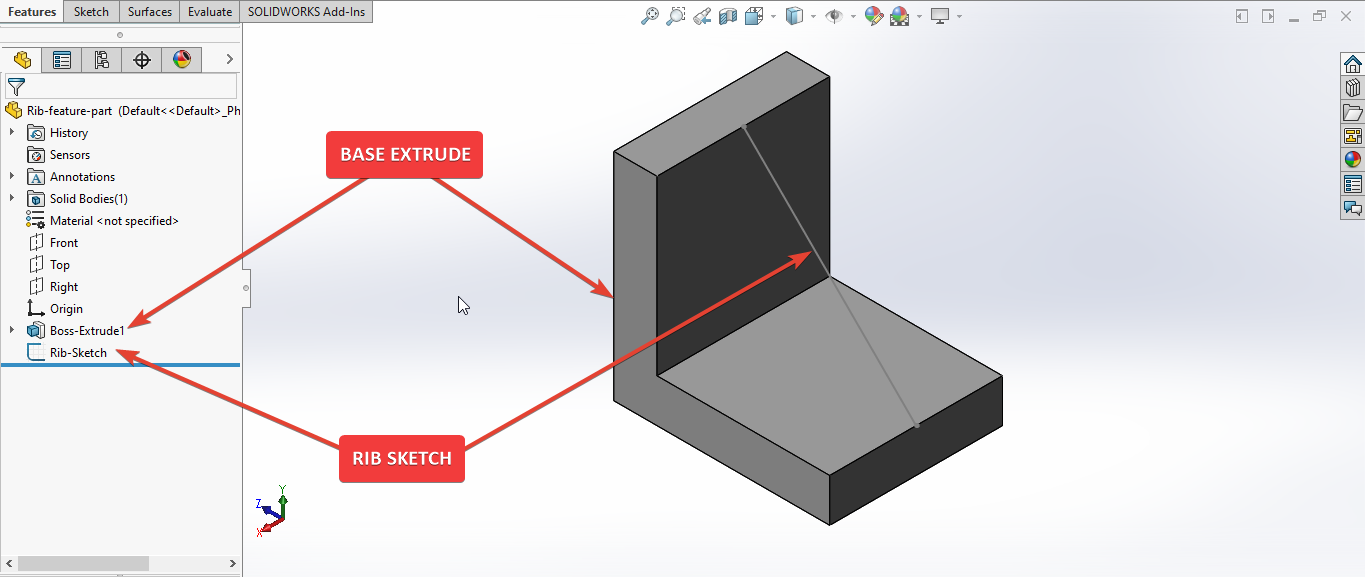 Features Sketch Surfaces Evaluate SOLIDWORKS Add-Ins
Rib-feature-part (Default<<Default>_Ph
History
Sensors
Annotations
Solid Bodies(1)
Material <not specified>
Front
Top
Right
Origin
Boss-Extrude1
Rib-Sketch
BASE EXTRUDE
RIB SKETCH
Y
Z
X